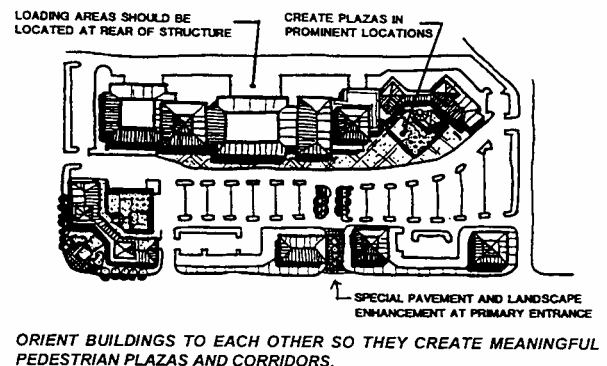 LOADING AREAS SHOULD BE
LOCATED AT REAR OF STRUCTURE
CREATE PLAZAS IN
PROMINENT LOCATIONS
SPECIAL PAVEMENT AND LANDSCAPE
ENHANCEMENT AT PRIMARY ENTRANCE
ORIENT BUILDINGS TO EACH OTHER SO THEY CREATE MEANINGFUL
PEDESTRIAN PLAZAS AND CORRIDORS.